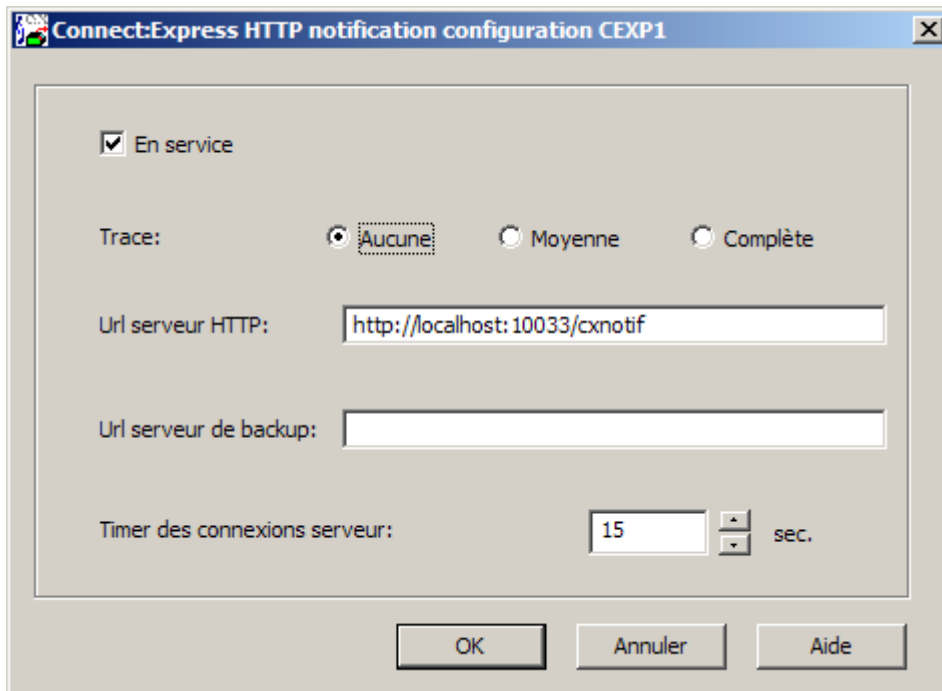 Connect:Express HTTP notification configuration CEXP1
En service
Trace: Aucune Moyenne Complète
Url serveur HTTP: http://localhost:10033/cxnotif
Url serveur de backup:
Timer des connexions serveur: 15 sec.
OK Annuler Aide